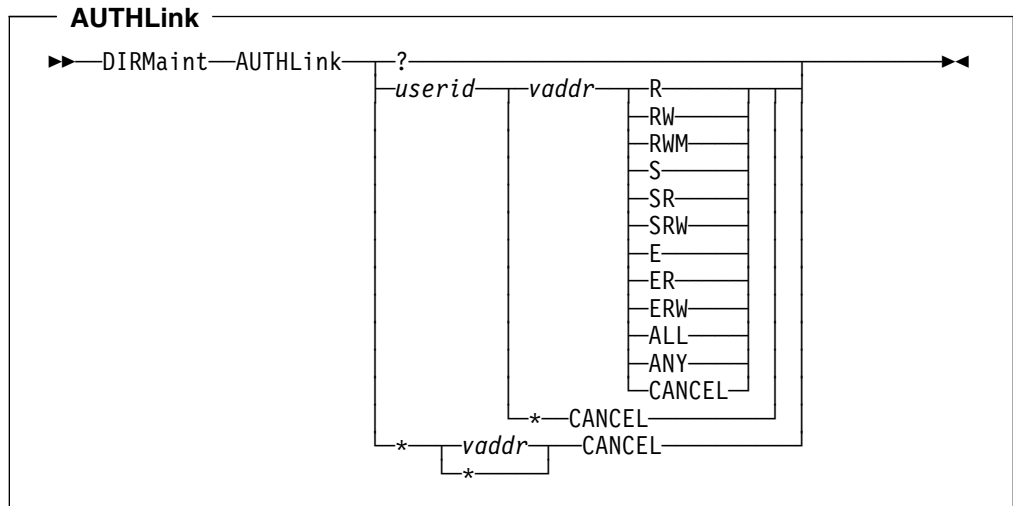 AUTHLink
DIRMaint AUTHLink ?
userid vaddr R
RW
RWM
S
SR
SRW
E
ER
ERW
ALL
ANY
CANCEL
* CANCEL
* vaddr CANCEL
*